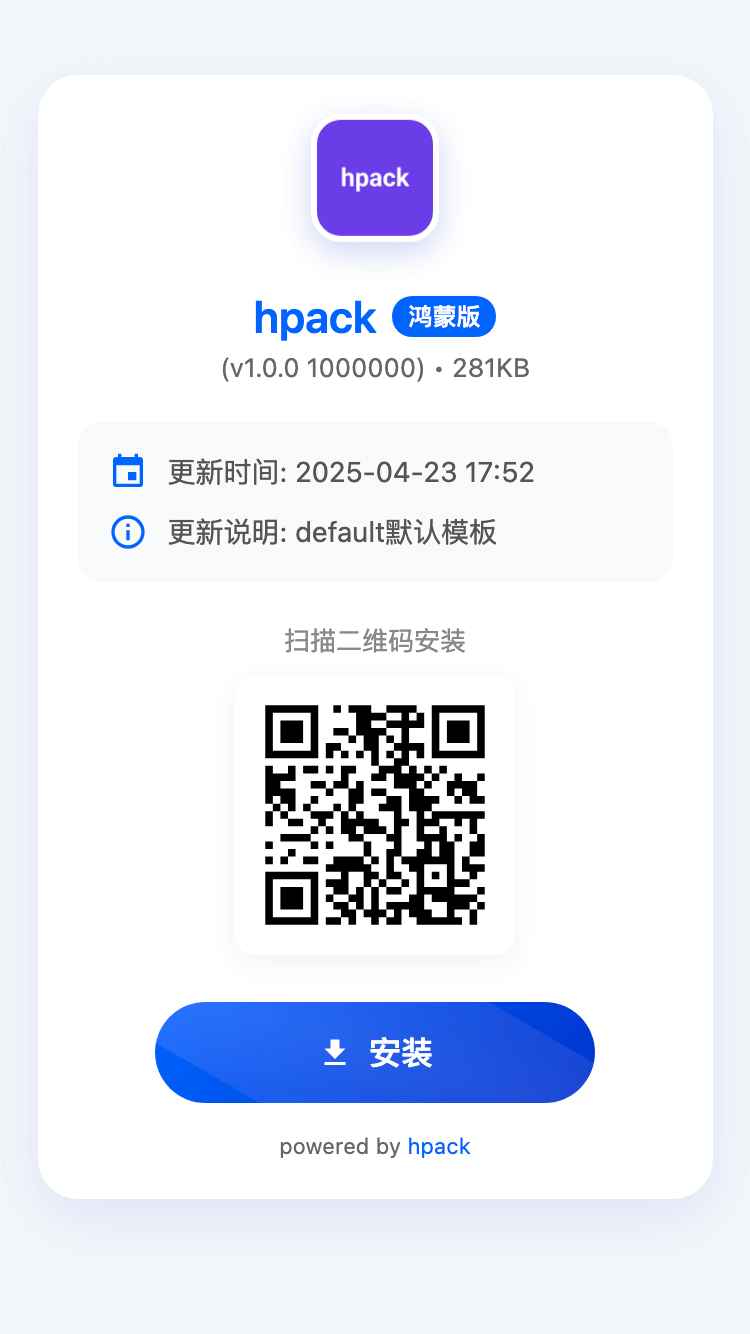 hpack
hpack 鸿蒙版
(v1.0.0 1000000) • 281KB
更新时间: 2025-04-23 17:52
更新说明: default默认模板
扫描二维码安装
安装
powered by hpack